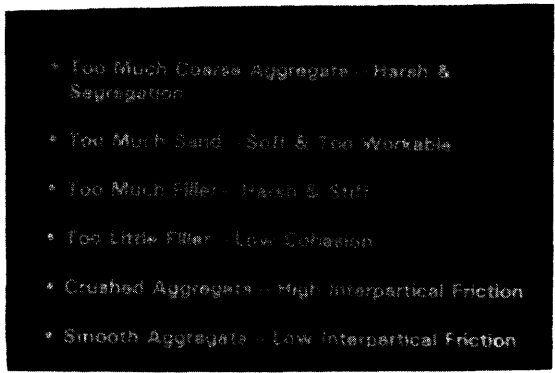 * Too Much Coarse Aggregate - Harsh &
Segregation
* Too Much Sand - Soft & Too Workable
* Too Much Filler - Harsh & Stiff
* Too Little Filler - Low Cohesion
* Crushed Aggregate - High Interpartical Friction
* Smooth Aggregate - Low Interpartical Friction